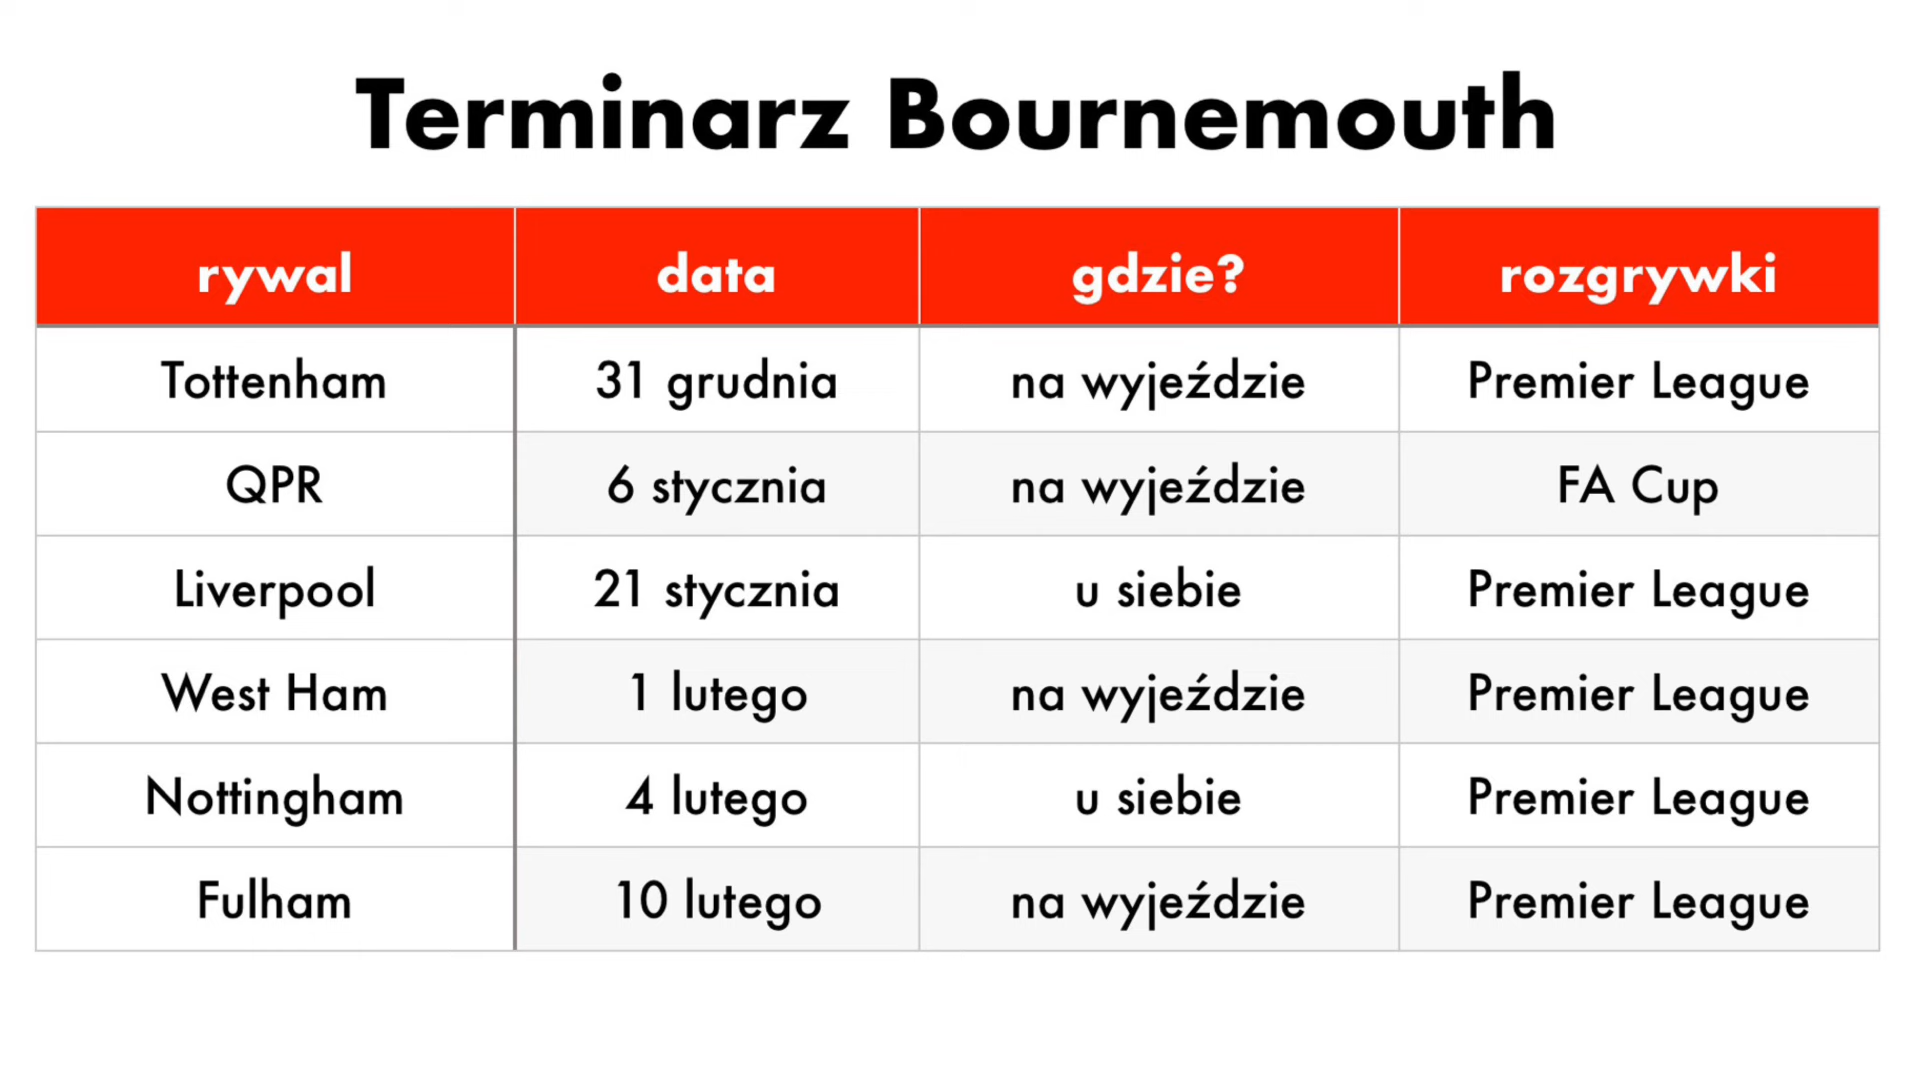 Terminarz Bournemouth
rywal data gdzie? rozgrywki
Tottenham 31 grudnia na wyjeździe Premier League
QPR 6 stycznia na wyjeździe FA Cup
Liverpool 21 stycznia u siebie Premier League
West Ham 1 lutego na wyjeździe Premier League
Nottingham 4 lutego u siebie Premier League
Fulham 10 lutego na wyjeździe Premier League